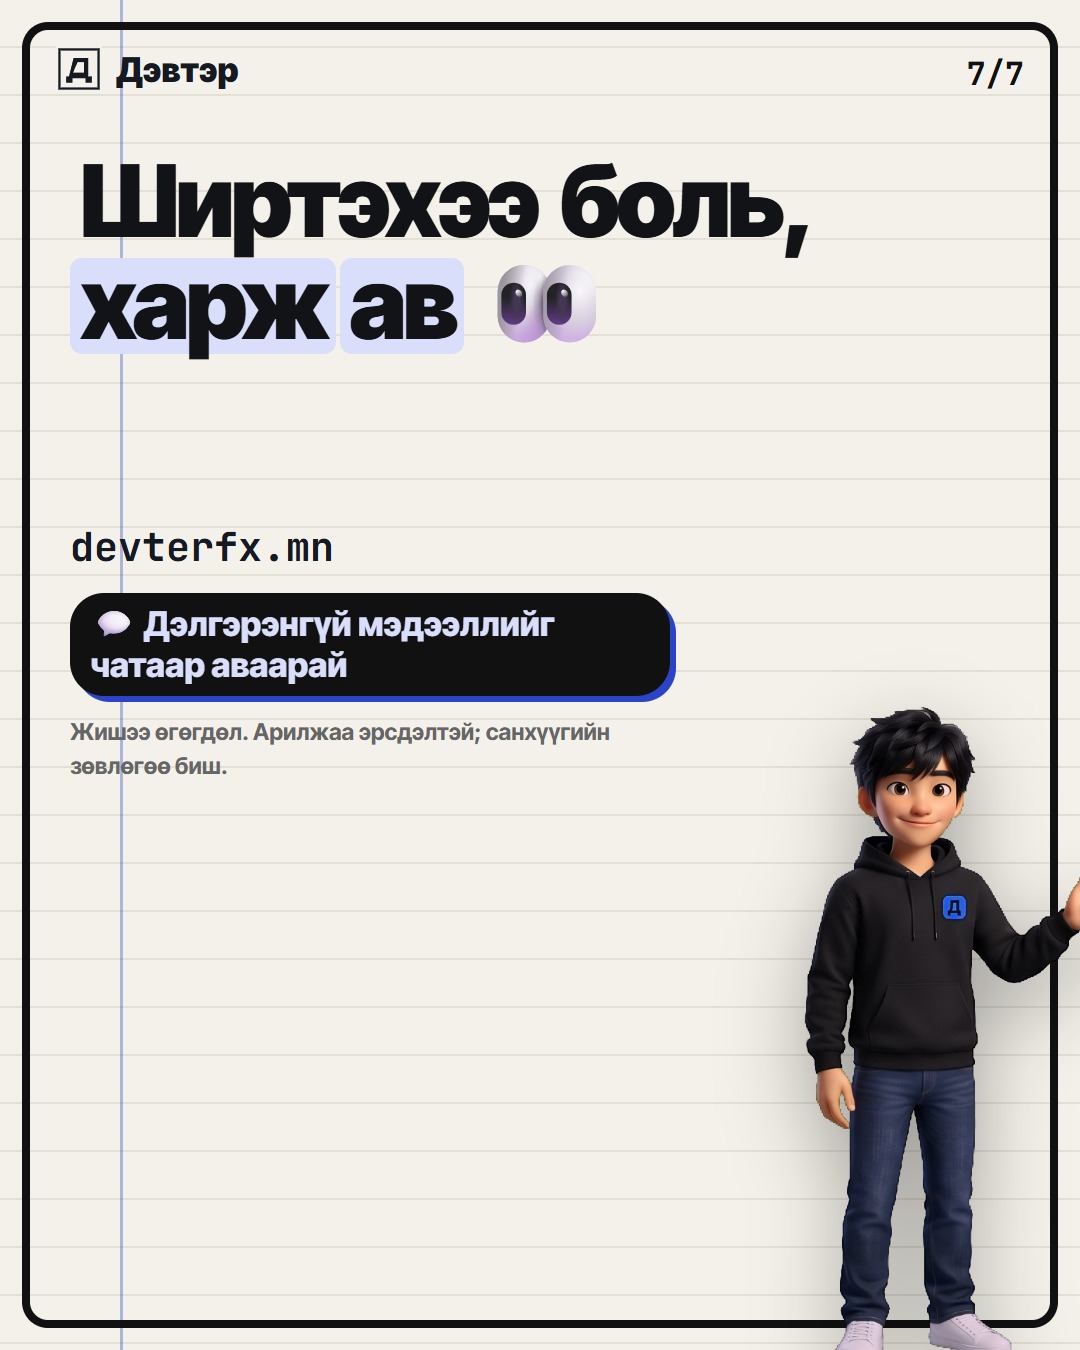 Д Дэвтэр
7/7
Ширтэхээ боль,
харж ав 👀
devterfx.mn
💬 Дэлгэрэнгүй мэдээллийг
чатаар аваарай
Жишээ өгөгдөл. Арилжаа эрсдэлтэй; санхүүгийн
зөвлөгөө биш.
Д